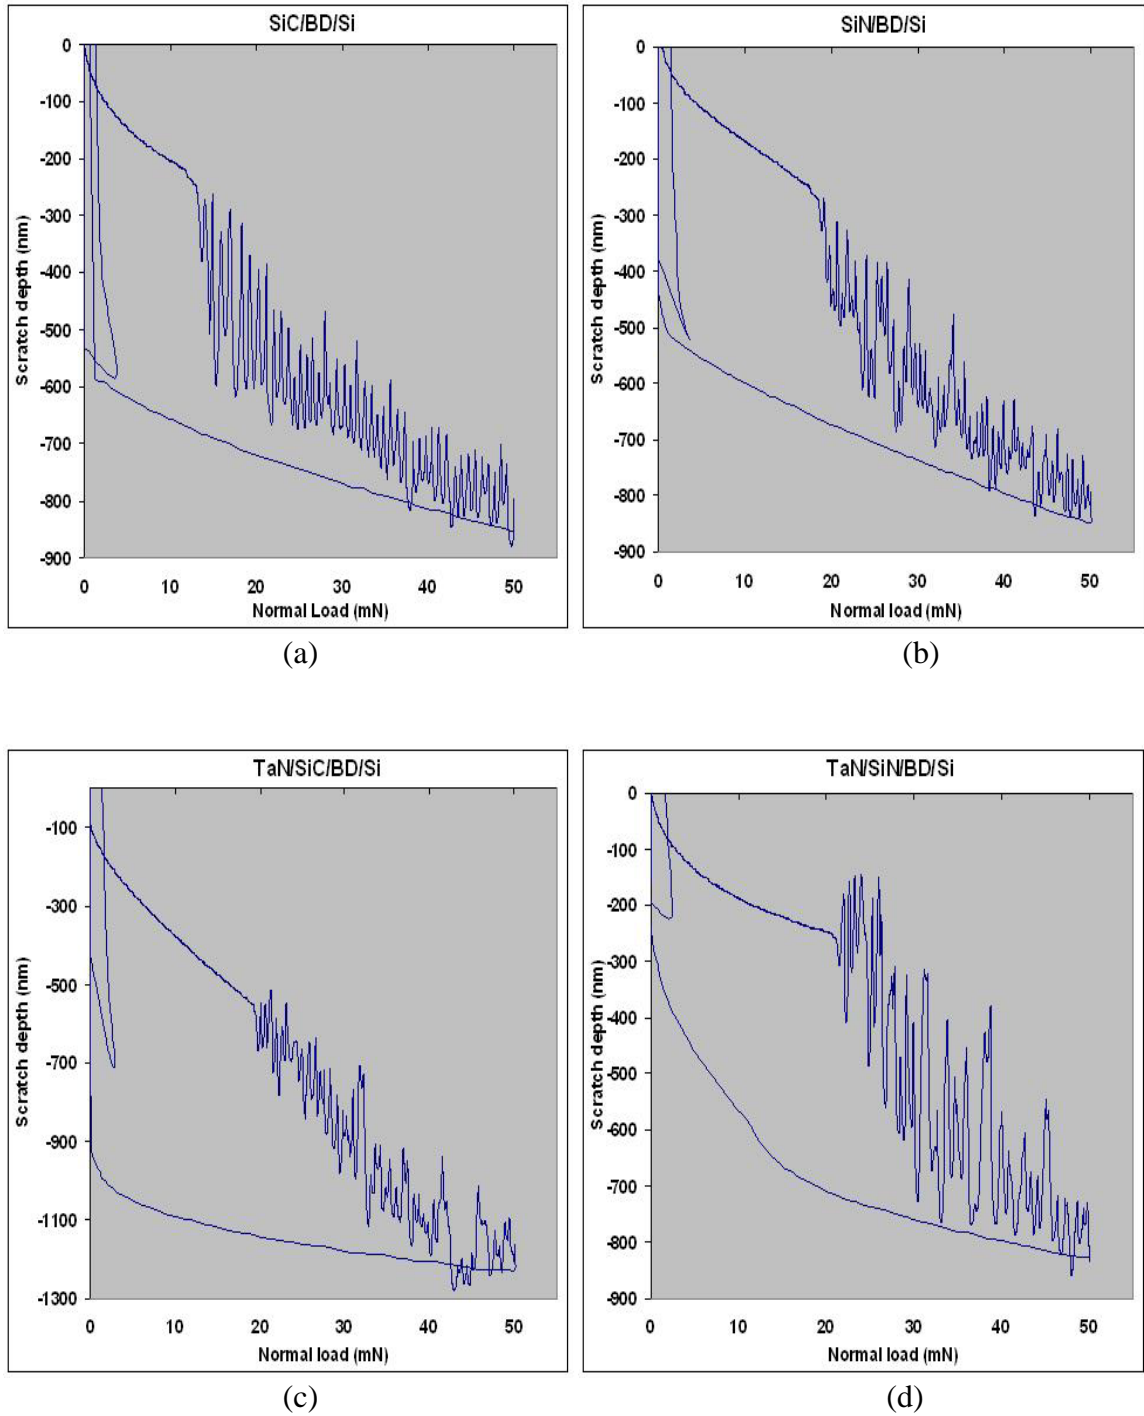 SiC/BD/Si
0
-100
-200
-300
-400
-500
-600
-700
-800
-900
Scratch depth (nm)
0 10 20 30 40 50
Normal Load (mN)
(a)
SiN/BD/Si
0
-100
-200
-300
-400
-500
-600
-700
-800
-900
Scratch depth (nm)
0 10 20 30 40 50
Normal load (mN)
(b)
TaN/SiC/BD/Si
-100
-300
-500
-700
-900
-1100
-1300
Scratch depth (nm)
0 10 20 30 40 50
Normal load (mN)
(c)
TaN/SiN/BD/Si
0
-100
-200
-300
-400
-500
-600
-700
-800
-900
Scratch depth (nm)
0 10 20 30 40 50
Normal load (mN)
(d)